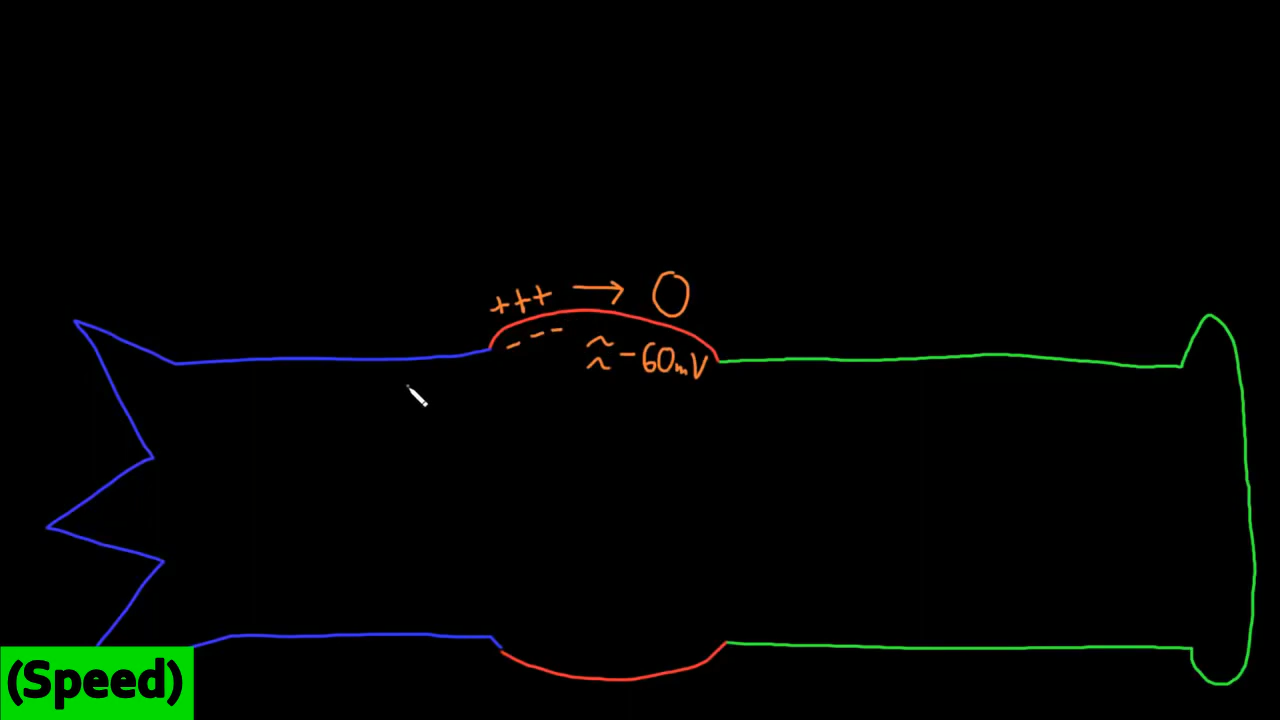 +++ → 0
--- ≈ -60mV
(Speed)